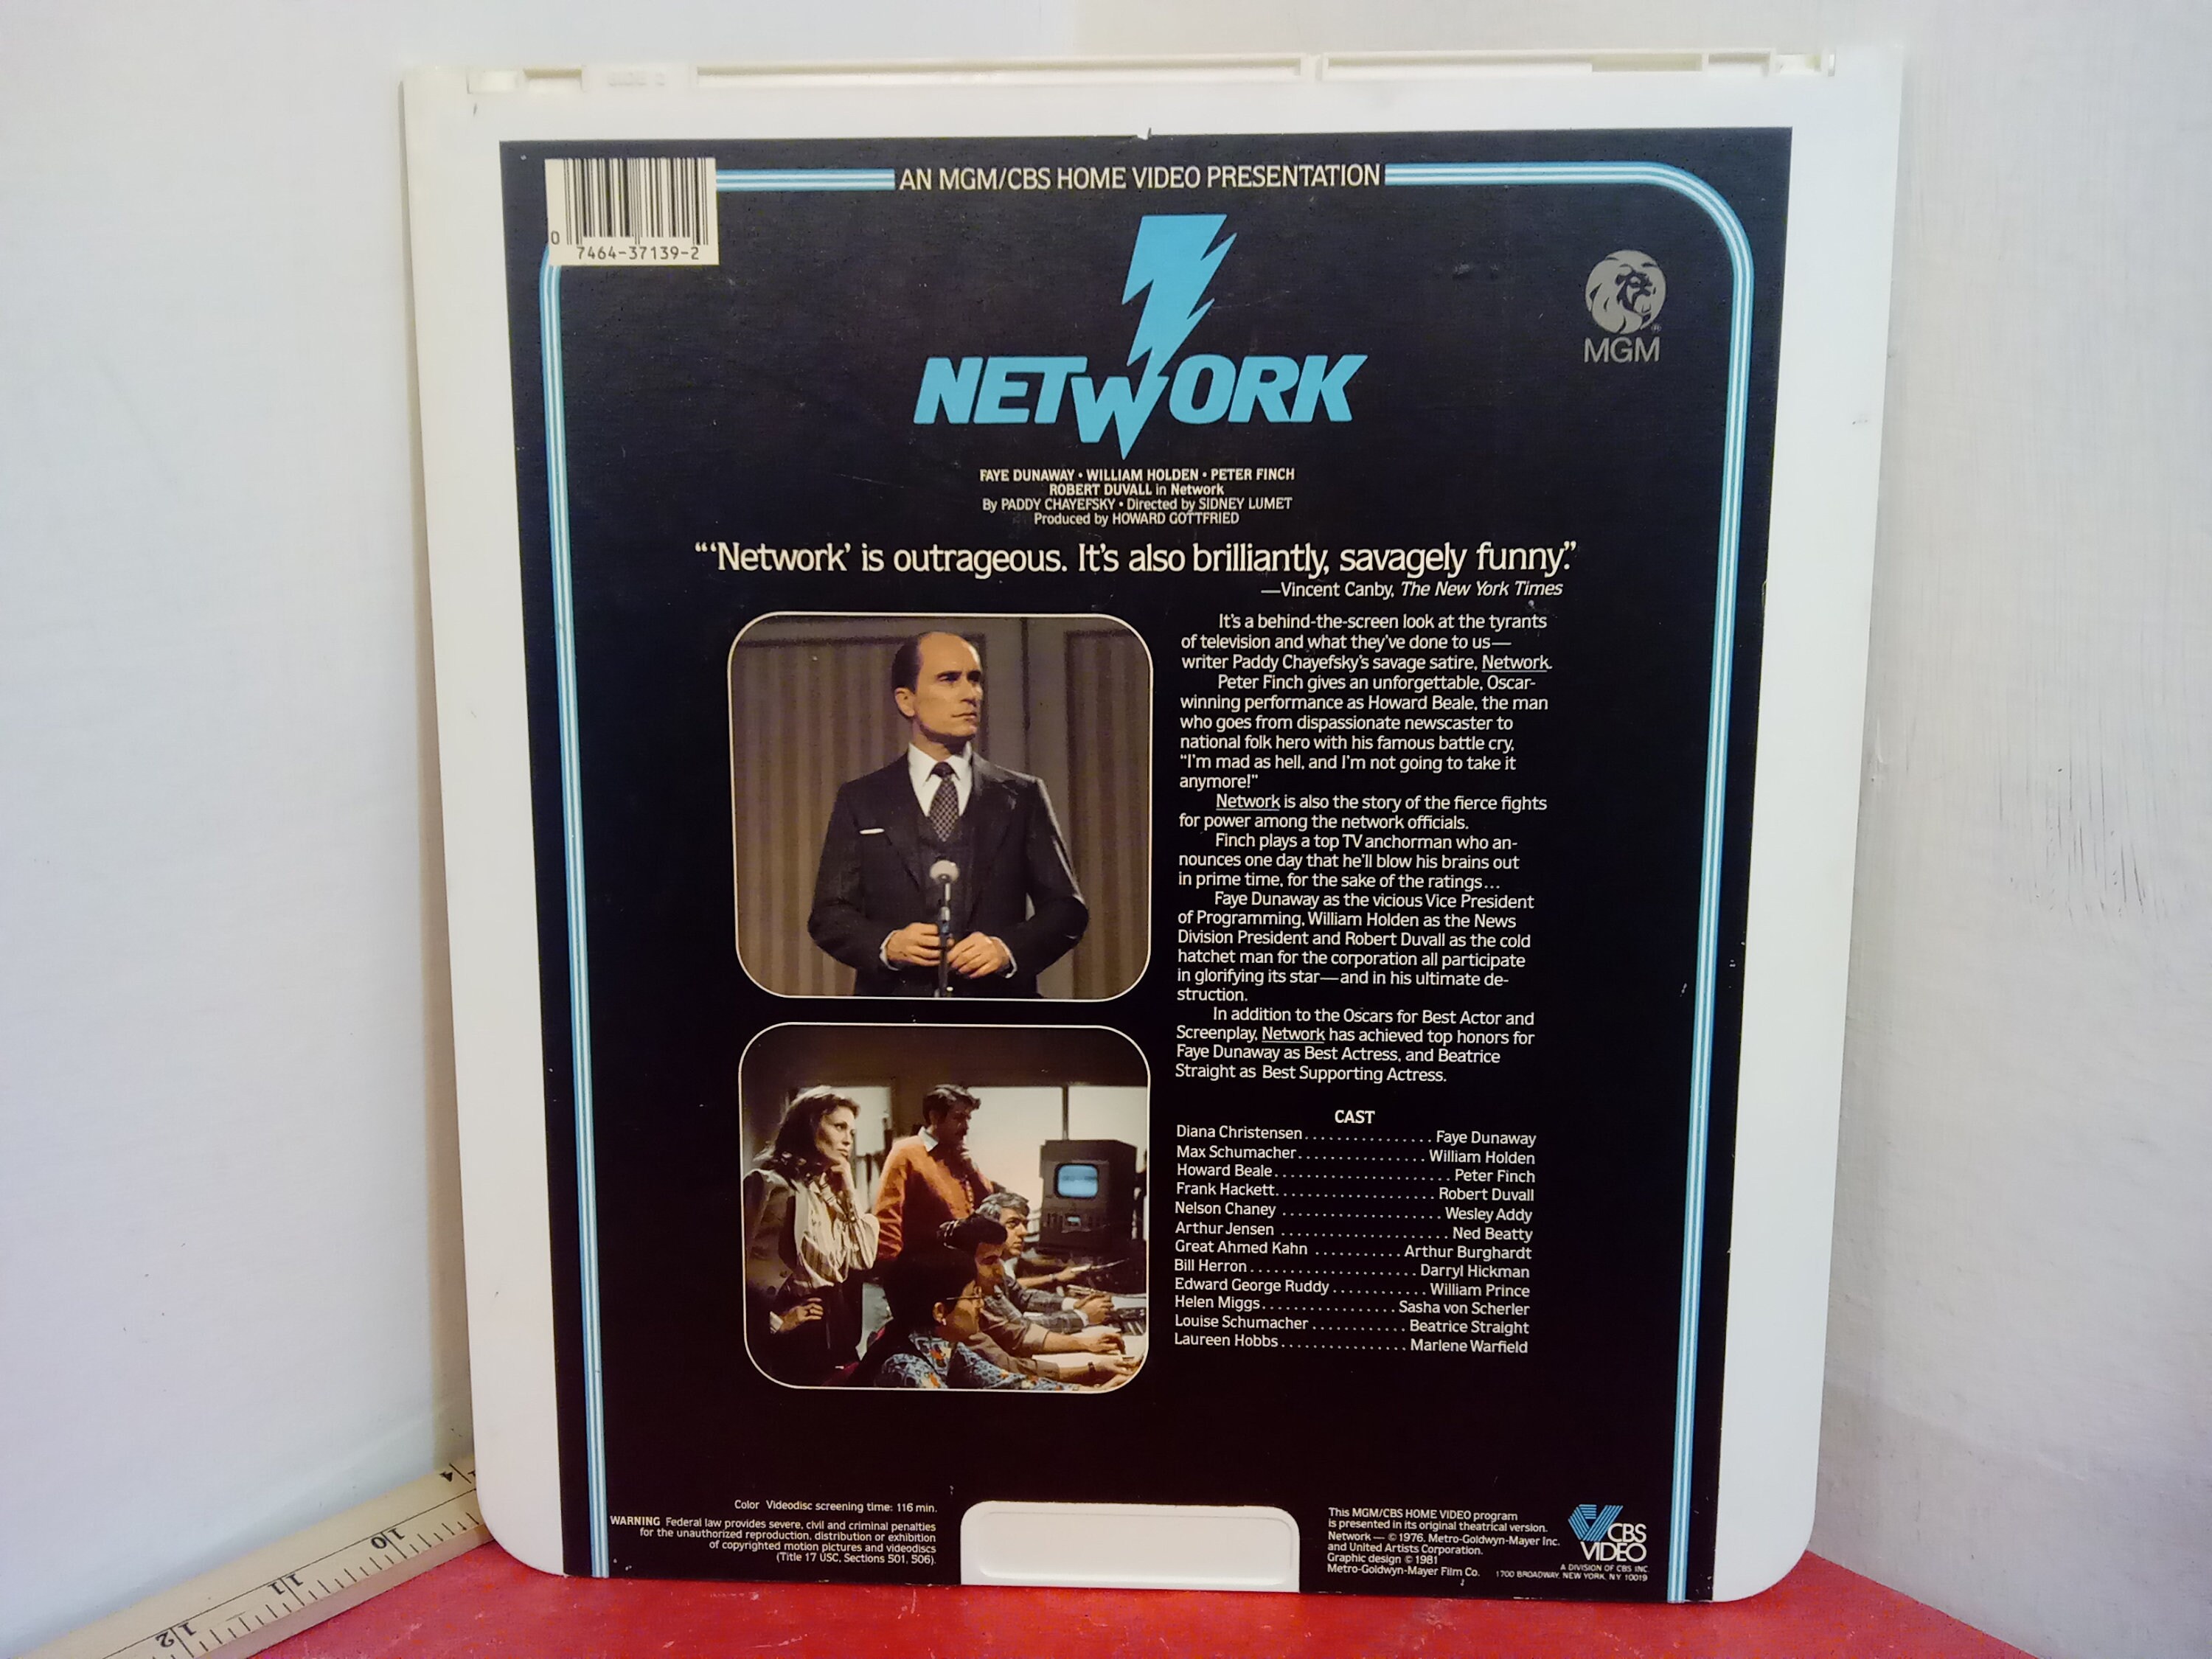 0
7464-37139-2
AN MGM/CBS HOME VIDEO PRESENTATION
MGM
NETWORK
FAYE DUNAWAY • WILLIAM HOLDEN • PETER FINCH
ROBERT DUVALL in Network
By PADDY CHAYEFSKY • Directed by SIDNEY LUMET
Produced by HOWARD GOTTFRIED
“‘Network’ is outrageous. It’s also brilliantly, savagely funny.”
—Vincent Canby, The New York Times
It’s a behind-the-screen look at the tyrants
of television and what they’ve done to us—
writer Paddy Chayefsky’s savage satire, Network.
Peter Finch gives an unforgettable, Oscar-
winning performance as Howard Beale, the man
who goes from dispassionate newscaster to
national folk hero with his famous battle cry,
“I’m mad as hell, and I’m not going to take it
anymore!”
Network is also the story of the fierce fights
for power among the network officials.
Finch plays a top TV anchorman who an-
nounces one day that he’ll blow his brains out
in prime time, for the sake of the ratings...
Faye Dunaway as the vicious Vice President
of Programming, William Holden as the News
Division President and Robert Duvall as the cold
hatchet man for the corporation all participate
in glorifying its star—and in his ultimate de-
struction.
In addition to the Oscars for Best Actor and
Screenplay, Network has achieved top honors for
Faye Dunaway as Best Actress, and Beatrice
Straight as Best Supporting Actress.
CAST
Diana Christensen................Faye Dunaway
Max Schumacher................William Holden
Howard Beale......................Peter Finch
Frank Hackett....................Robert Duvall
Nelson Chaney....................Wesley Addy
Arthur Jensen.....................Ned Beatty
Great Ahmed Kahn...........Arthur Burghardt
Bill Herron.....................Darryl Hickman
Edward George Ruddy............William Prince
Helen Miggs.................Sasha von Scherler
Louise Schumacher............Beatrice Straight
Laureen Hobbs................Marlene Warfield
Color Videodisc screening time: 116 min.
WARNING Federal law provides severe, civil and criminal penalties
for the unauthorized reproduction, distribution or exhibition
of copyrighted motion pictures and videodiscs
(Title 17 USC, Sections 501, 506).
This MGM/CBS HOME VIDEO program
is presented in its original theatrical version.
Network — © 1976. Metro-Goldwyn-Mayer Inc.
and United Artists Corporation.
Graphic design © 1981
Metro-Goldwyn-Mayer Film Co.
CBS
VIDEO
A DIVISION OF CBS INC.
1700 BROADWAY, NEW YORK, NY 10019
10
11
12